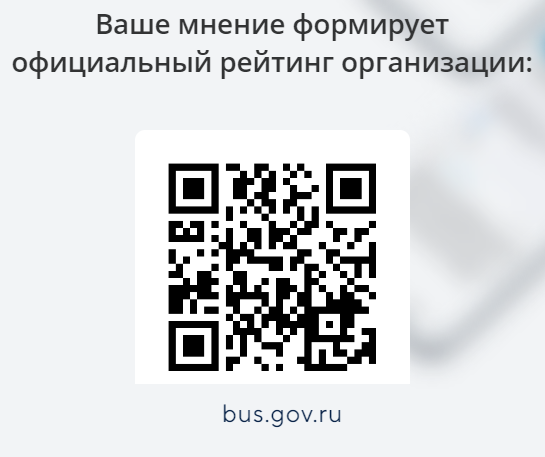 Ваше мнение формирует
официальный рейтинг организации:
bus.gov.ru